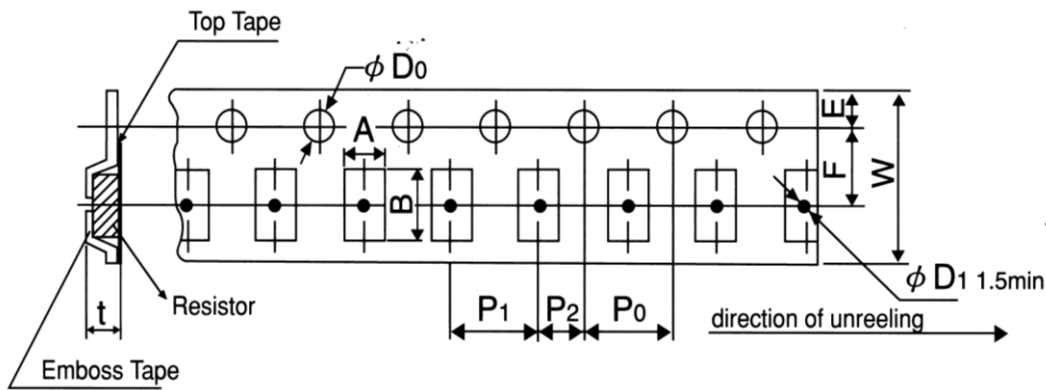 Top Tape
ϕ D0
E
A
F
W
B
ϕ D1 1.5min
P1 P2 P0
Resistor
t
direction of unreeling
Emboss Tape